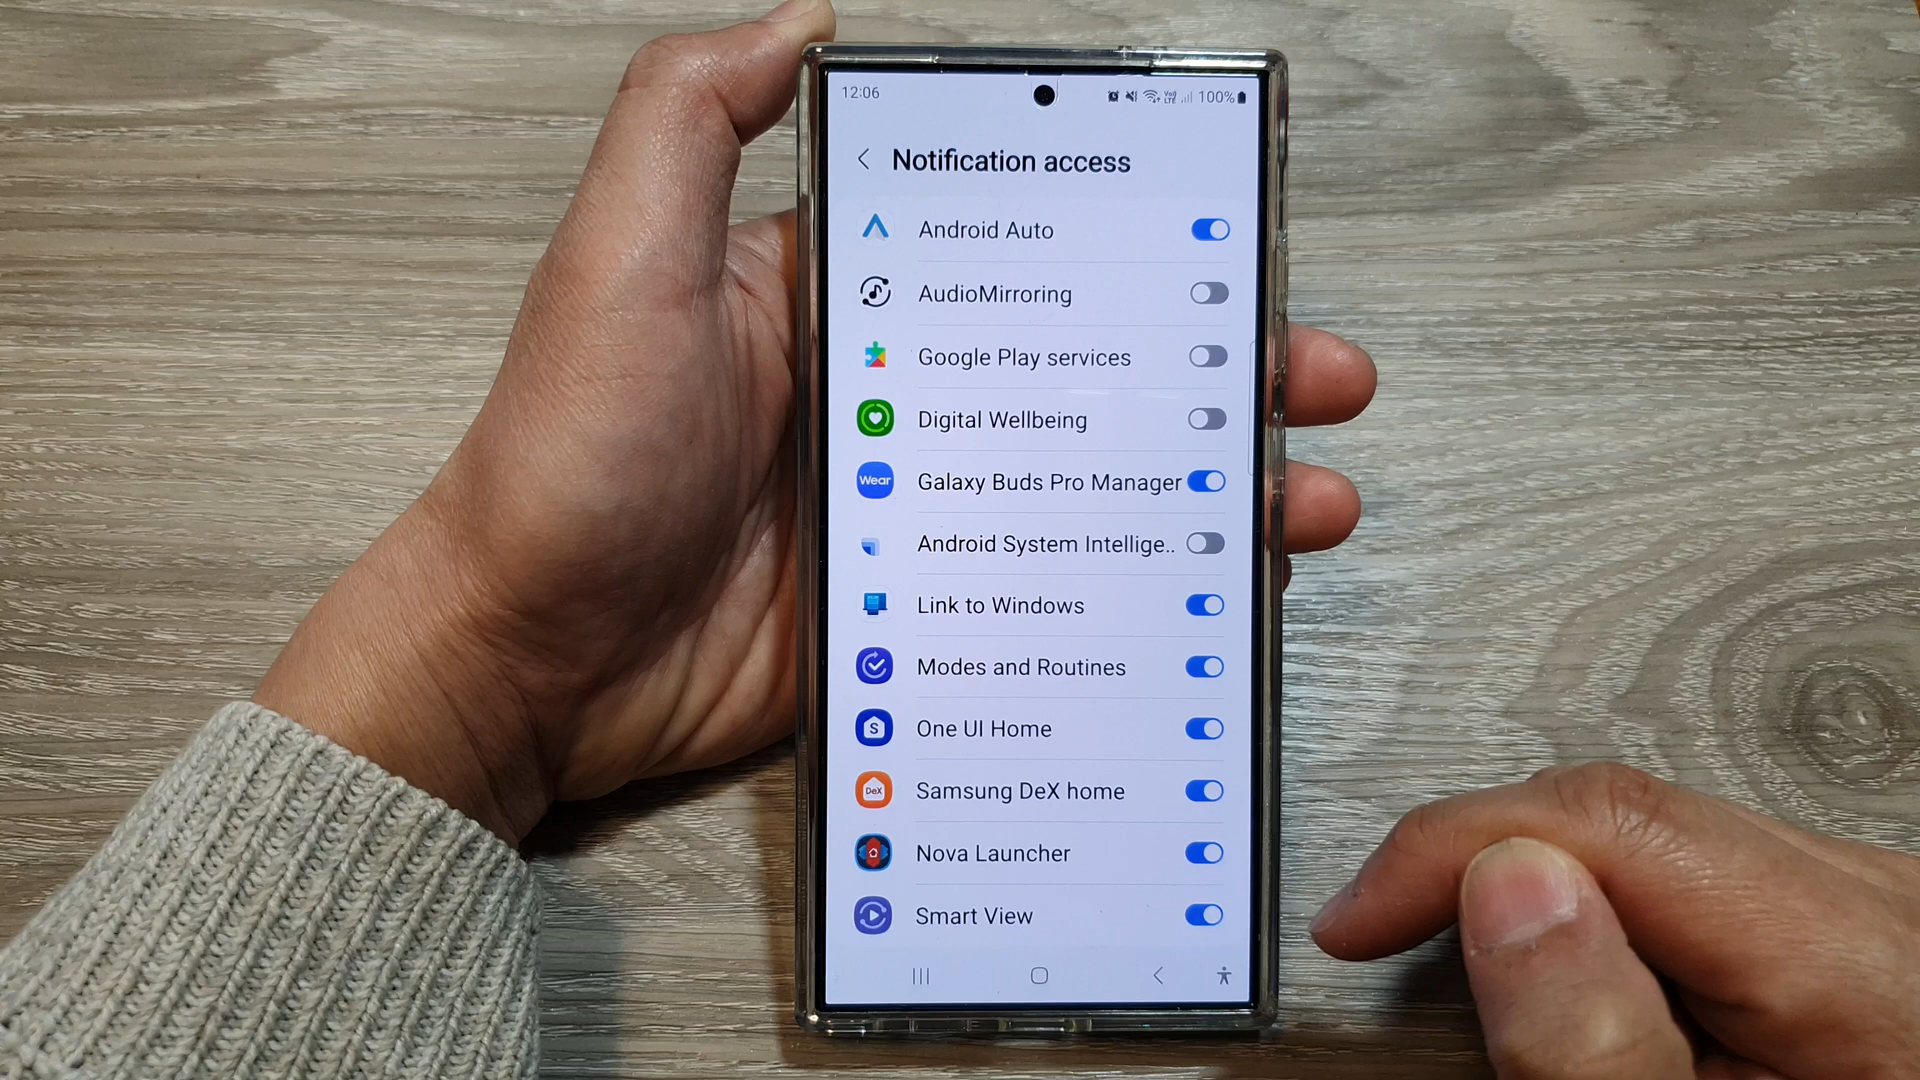 12:06
Vo) LTE 100%
Notification access
Android Auto
AudioMirroring
Google Play services
Digital Wellbeing
Wear Galaxy Buds Pro Manager
Android System Intellige..
Link to Windows
Modes and Routines
S One UI Home
DeX Samsung DeX home
Nova Launcher
Smart View